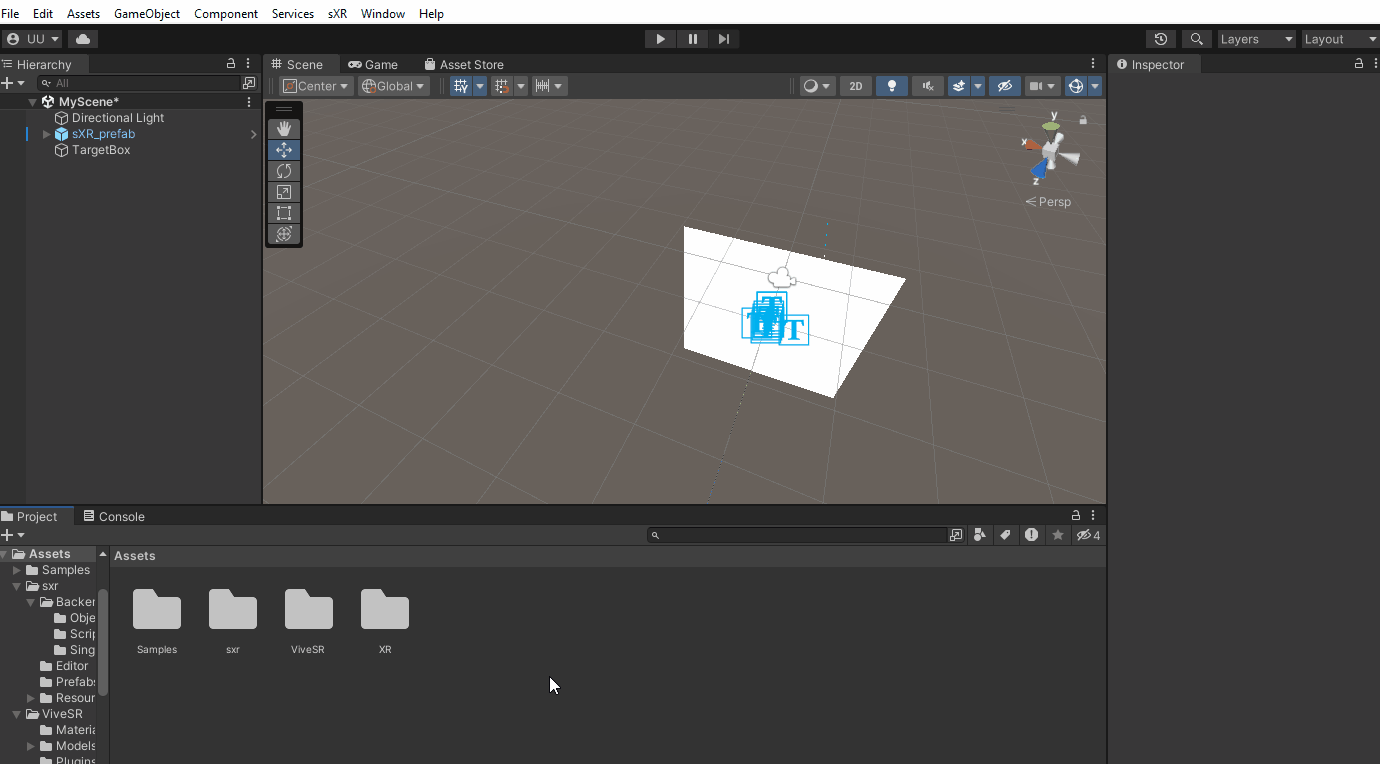 File Edit Assets GameObject Component Services sXR Window Help
UU Layers Layout
Hierarchy Scene Game Asset Store Inspector
All Center Global 2D
MyScene*
Directional Light
sXR_prefab
TargetBox
y
x
z
Persp
T T T
Project Console
4
Assets Assets
Samples
sxr
Backer
Obje
Scrip
Sing
Editor
Prefabs
Resour
ViveSR
Materia
Models
Plugins
Samples sxr ViveSR XR